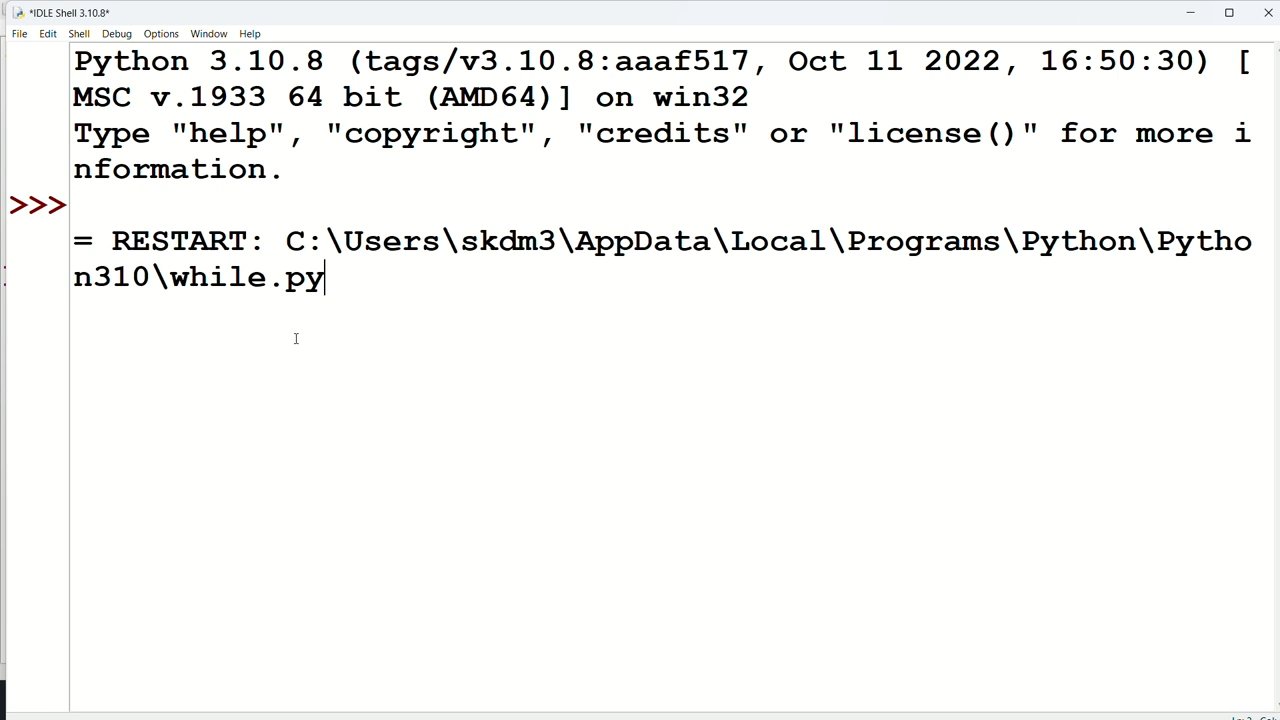 *IDLE Shell 3.10.8*
File Edit Shell Debug Options Window Help
Python 3.10.8 (tags/v3.10.8:aaaf517, Oct 11 2022, 16:50:30) [
MSC v.1933 64 bit (AMD64)] on win32
Type "help", "copyright", "credits" or "license()" for more i
nformation.
>>>
= RESTART: C:\Users\skdm3\AppData\Local\Programs\Python\Pytho
n310\while.py